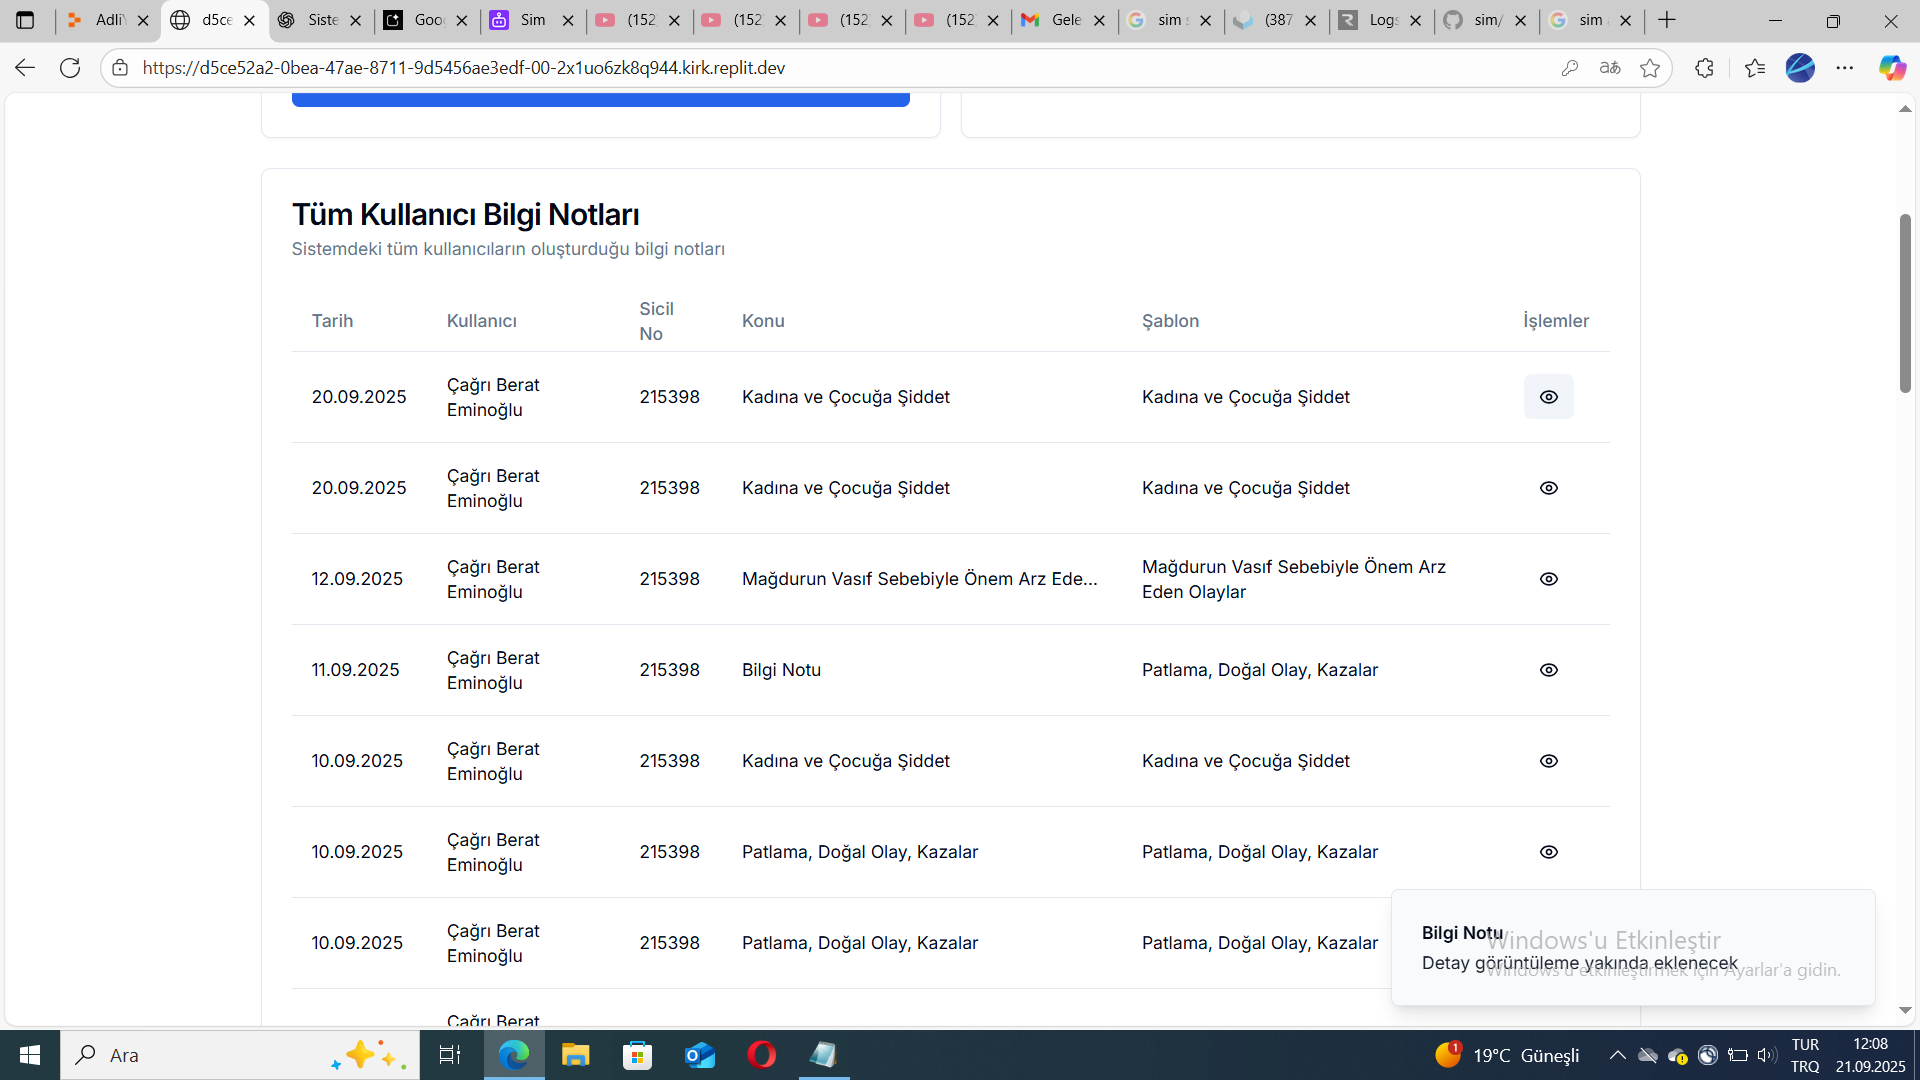 AdliY
d5ce
Siste
Goo
Sim
(152
(152
(152
(152
Gele
sim s
(387
Logs
sim/
sim
https://d5ce52a2-0bea-47ae-8711-9d5456ae3edf-00-2x1uo6zk8q944.kirk.replit.dev
Tüm Kullanıcı Bilgi Notları
Sistemdeki tüm kullanıcıların oluşturduğu bilgi notları
Tarih Kullanıcı Sicil No Konu Şablon İşlemler
20.09.2025 Çağrı Berat Eminoğlu 215398 Kadına ve Çocuğa Şiddet Kadına ve Çocuğa Şiddet
20.09.2025 Çağrı Berat Eminoğlu 215398 Kadına ve Çocuğa Şiddet Kadına ve Çocuğa Şiddet
12.09.2025 Çağrı Berat Eminoğlu 215398 Mağdurun Vasıf Sebebiyle Önem Arz Ede... Mağdurun Vasıf Sebebiyle Önem Arz Eden Olaylar
11.09.2025 Çağrı Berat Eminoğlu 215398 Bilgi Notu Patlama, Doğal Olay, Kazalar
10.09.2025 Çağrı Berat Eminoğlu 215398 Kadına ve Çocuğa Şiddet Kadına ve Çocuğa Şiddet
10.09.2025 Çağrı Berat Eminoğlu 215398 Patlama, Doğal Olay, Kazalar Patlama, Doğal Olay, Kazalar
10.09.2025 Çağrı Berat Eminoğlu 215398 Patlama, Doğal Olay, Kazalar Patlama, Doğal Olay, Kazalar
Çağrı Berat
Bilgi Notu
Detay görüntüleme yakında eklenecek
Windows'u Etkinleştir
Windows'u etkinleştirmek için Ayarlar'a gidin.
Ara
1
19°C Güneşli
TUR
TRQ
12:08
21.09.2025